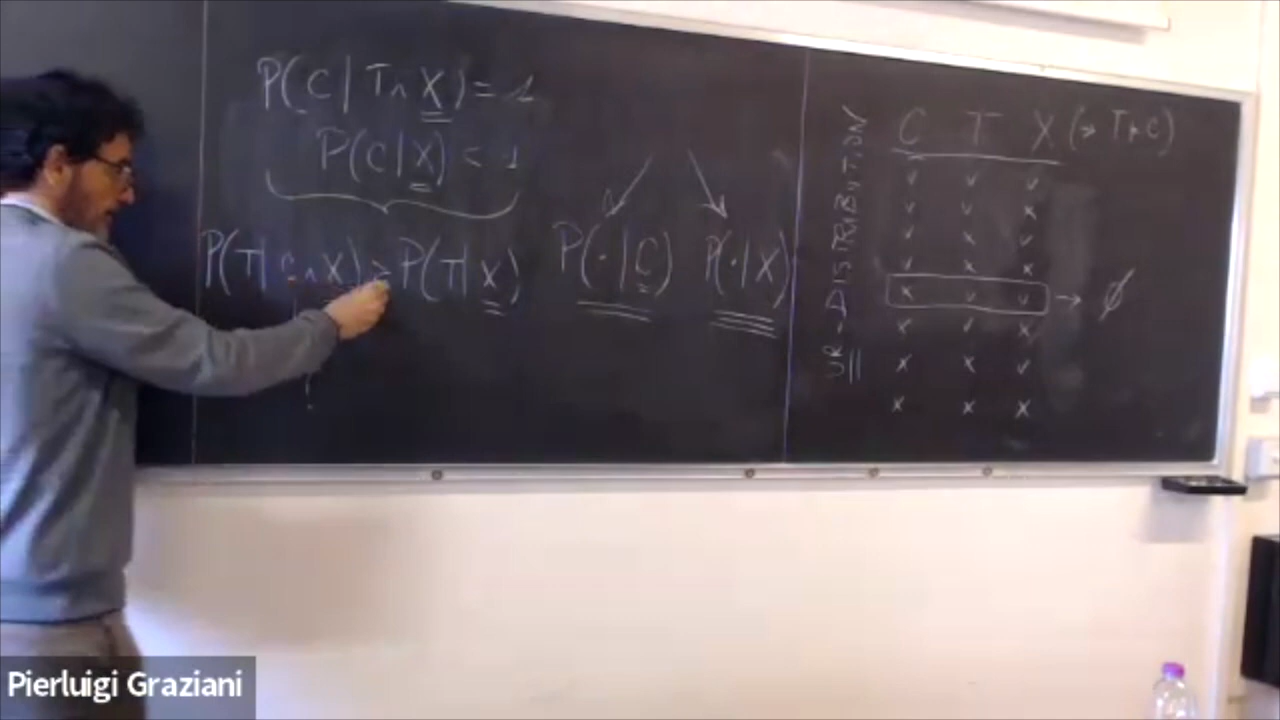 P(C | T ∧ X) = 1
P(C | X) < 1
P(T | C ∧ X) > P(T | X)
P(· | C) P(· | X)
UR-DISTRIBUTION
C T X (⇒ T ⊢ C)
v v v
v v x
v x v
v x x
x v v → ∅
x v x
x x v
x x x
Pierluigi Graziani